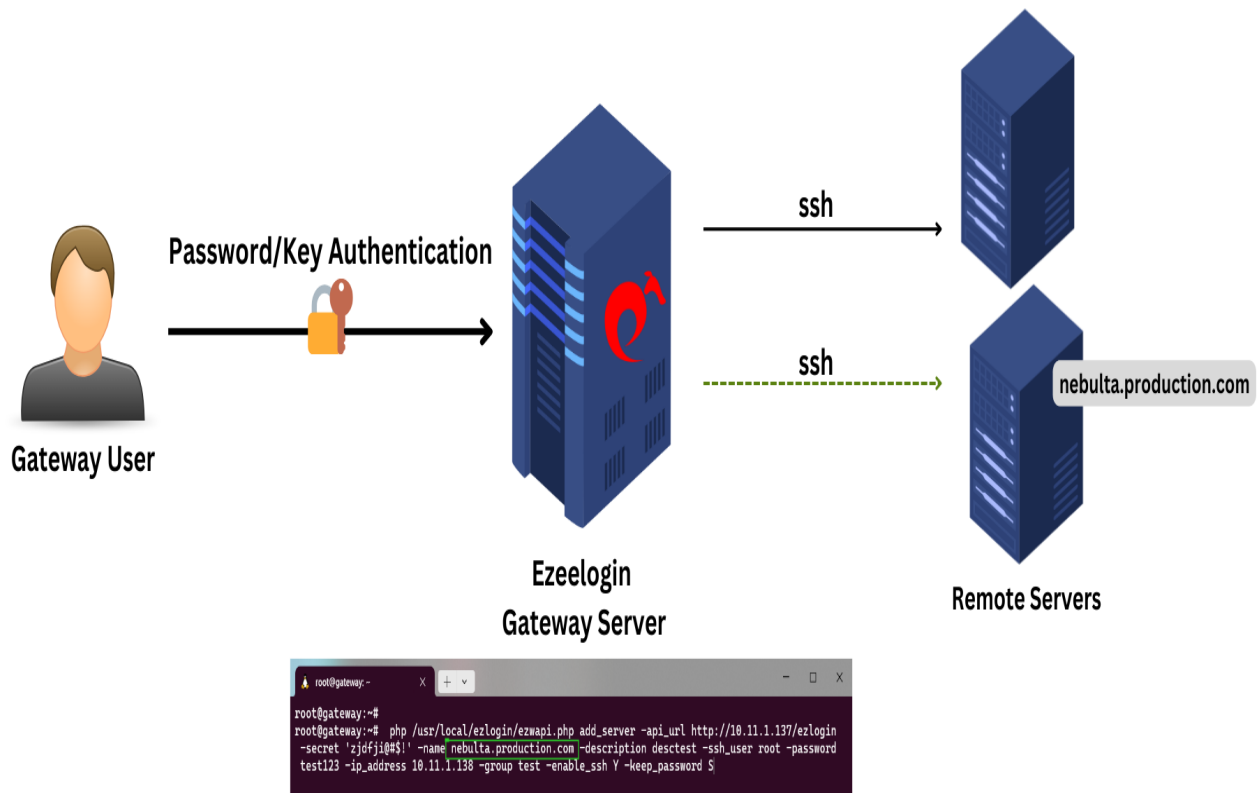 Password/Key Authentication
Gateway User
ssh
ssh
nebulta.production.com
Ezeelogin
Gateway Server
Remote Servers
root@gateway: ~
root@gateway:~#
root@gateway:~# php /usr/local/ezlogin/ezwapi.php add_server -api_url http://10.11.1.137/ezlogin
-secret 'zjdfji@#$!' -name nebulta.production.com -description desctest -ssh_user root -password
test123 -ip_address 10.11.1.138 -group test -enable_ssh Y -keep_password S